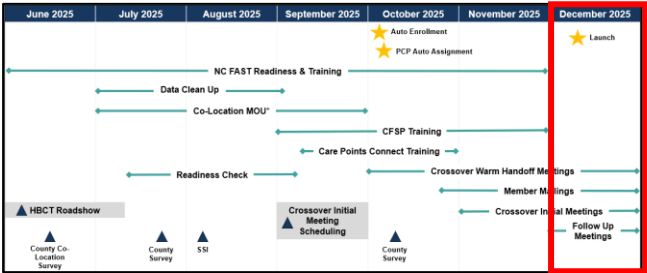 June 2025 July 2025 August 2025 September 2025 October 2025 November 2025 December 2025
Auto Enrollment
Launch
PCP Auto Assignment
NC FAST Readiness & Training
Data Clean Up
Co-Location MOU*
CFSP Training
Care Points Connect Training
Crossover Warm Handoff Meetings
Readiness Check
Member Mailings
HBCT Roadshow
Crossover Initial
Meeting
Scheduling
Crossover Initial Meetings
Follow Up
Meetings
County Co-
Location
Survey
County
Survey
SSI
County
Survey